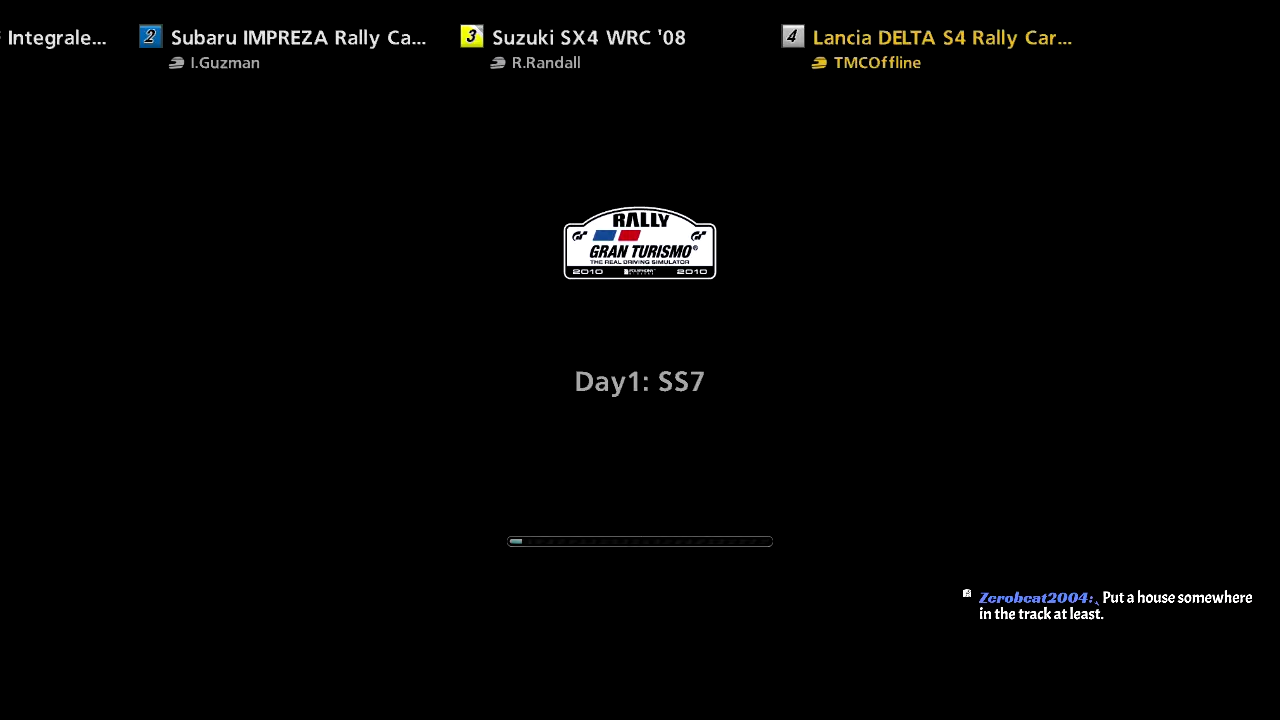 Integrale...
2 Subaru IMPREZA Rally Ca...
I.Guzman
3 Suzuki SX4 WRC '08
R.Randall
4 Lancia DELTA S4 Rally Car...
TMCOffline
RALLY
GRAN TURISMO®
THE REAL DRIVING SIMULATOR
2010 2010
Day1: SS7
Zerobeat2004: Put a house somewhere
in the track at least.